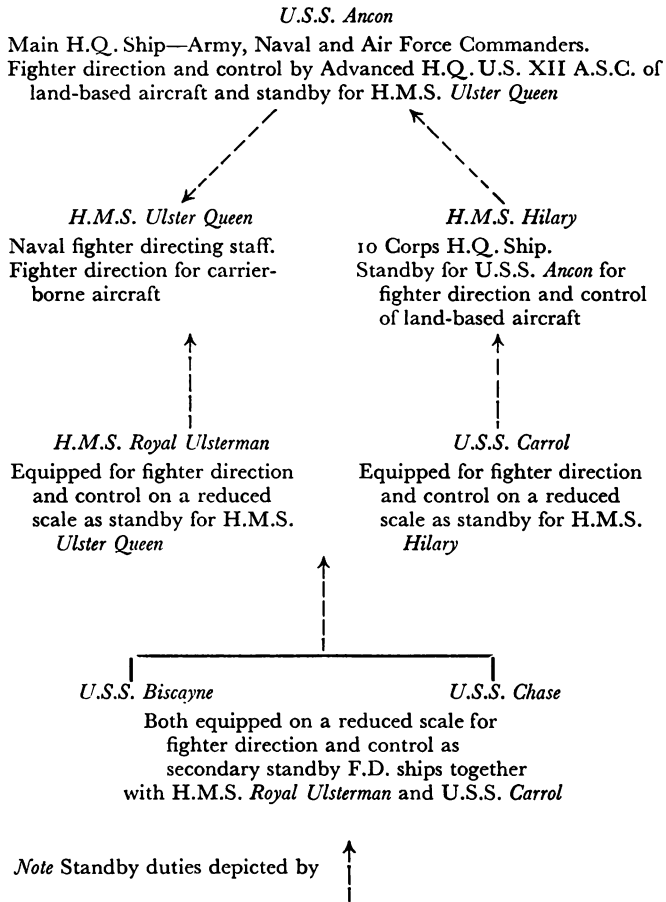 U.S.S. Ancon
Main H.Q. Ship—Army, Naval and Air Force Commanders.
Fighter direction and control by Advanced H.Q. U.S. XII A.S.C. of
land-based aircraft and standby for H.M.S. Ulster Queen
H.M.S. Ulster Queen
Naval fighter directing staff.
Fighter direction for carrier-
borne aircraft
H.M.S. Hilary
10 Corps H.Q. Ship.
Standby for U.S.S. Ancon for
fighter direction and control
of land-based aircraft
H.M.S. Royal Ulsterman
Equipped for fighter direction
and control on a reduced
scale as standby for H.M.S.
Ulster Queen
U.S.S. Carrol
Equipped for fighter direction
and control on a reduced
scale as standby for H.M.S.
Hilary
U.S.S. Biscayne
U.S.S. Chase
Both equipped on a reduced scale for
fighter direction and control as
secondary standby F.D. ships together
with H.M.S. Royal Ulsterman and U.S.S. Carrol
Note Standby duties depicted by